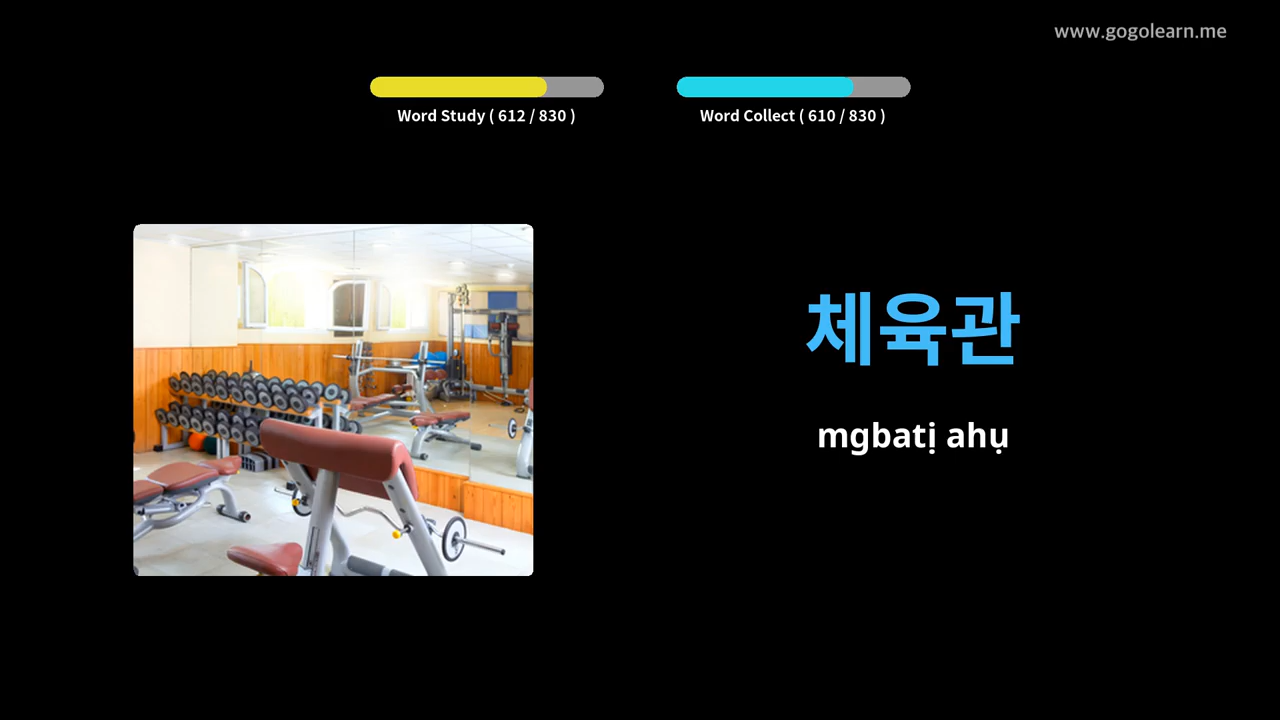 www.gogolearn.me
Word Study ( 612 / 830 )
Word Collect ( 610 / 830 )
체육관
mgbatị ahụ